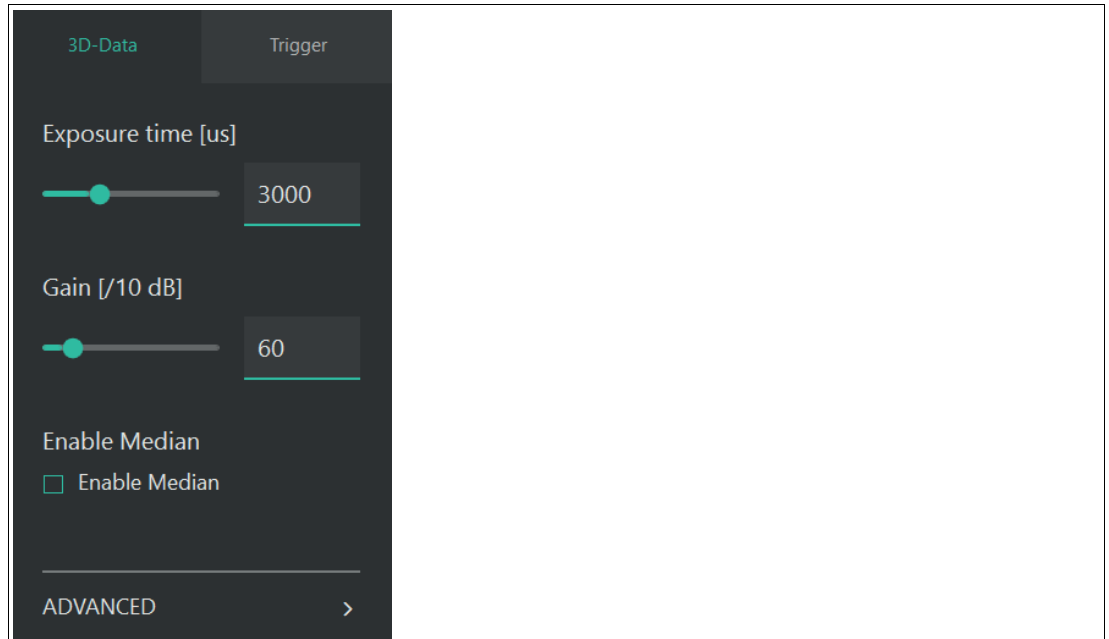 3D-Data Trigger
Exposure time [us]
3000
Gain [/10 dB]
60
Enable Median
Enable Median
ADVANCED